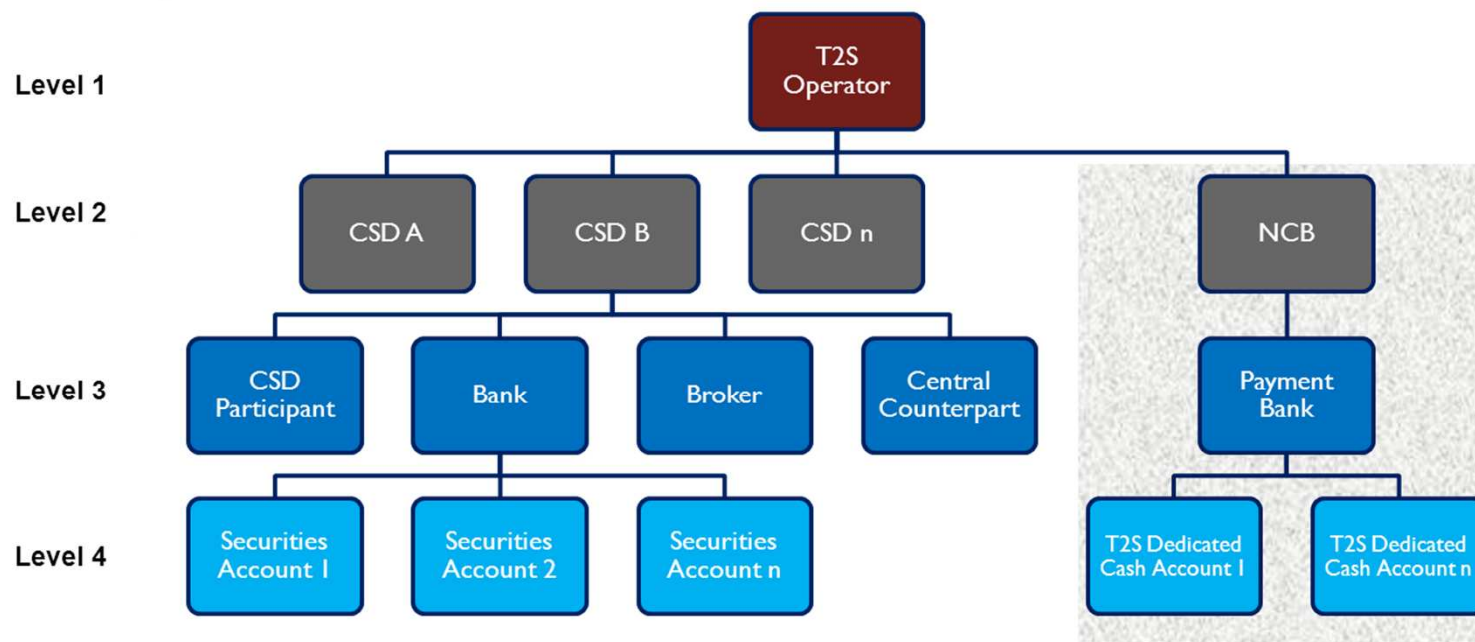 T2S
Operator
Level 1
Level 2
CSD A
CSD B
CSD n
NCB
Level 3
CSD
Participant
Bank
Broker
Central
Counterpart
Payment
Bank
Level 4
Securities
Account 1
Securities
Account 2
Securities
Account n
T2S Dedicated
Cash Account 1
T2S Dedicated
Cash Account n